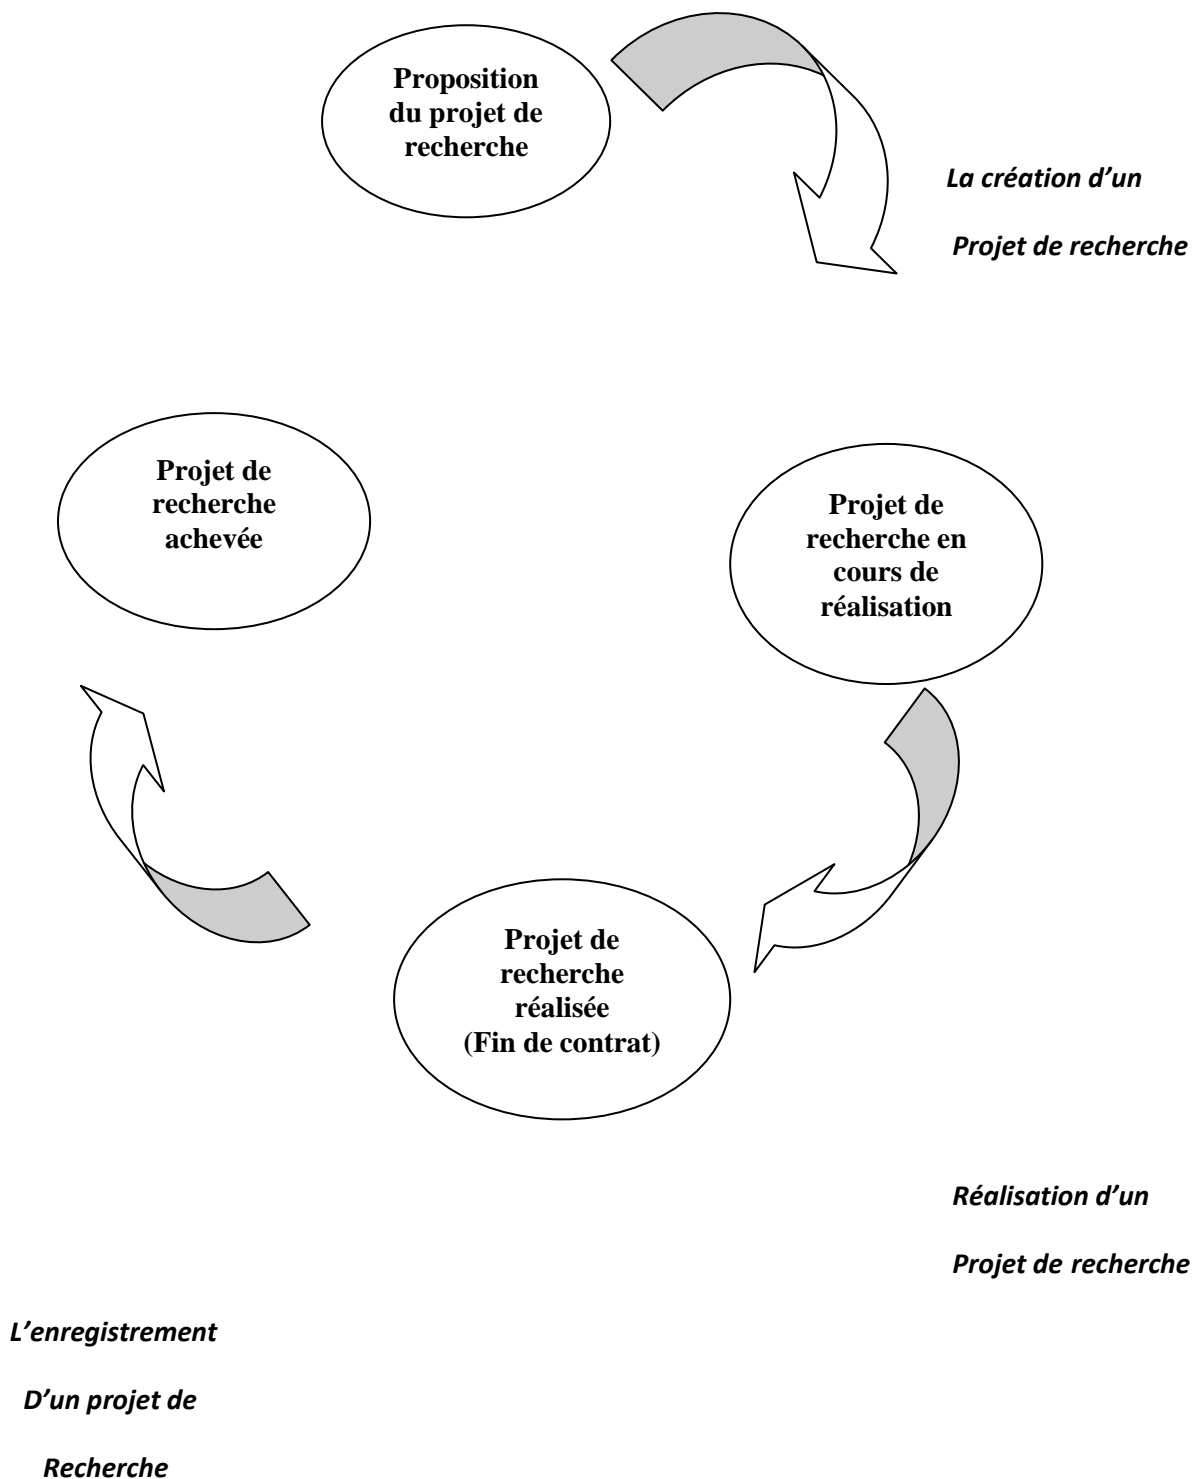 Proposition
du projet de
recherche
La création d’un
Projet de recherche
Projet de
recherche
achevée
Projet de
recherche en
cours de
réalisation
Projet de
recherche
réalisée
(Fin de contrat)
Réalisation d’un
Projet de recherche
L’enregistrement
D’un projet de
Recherche